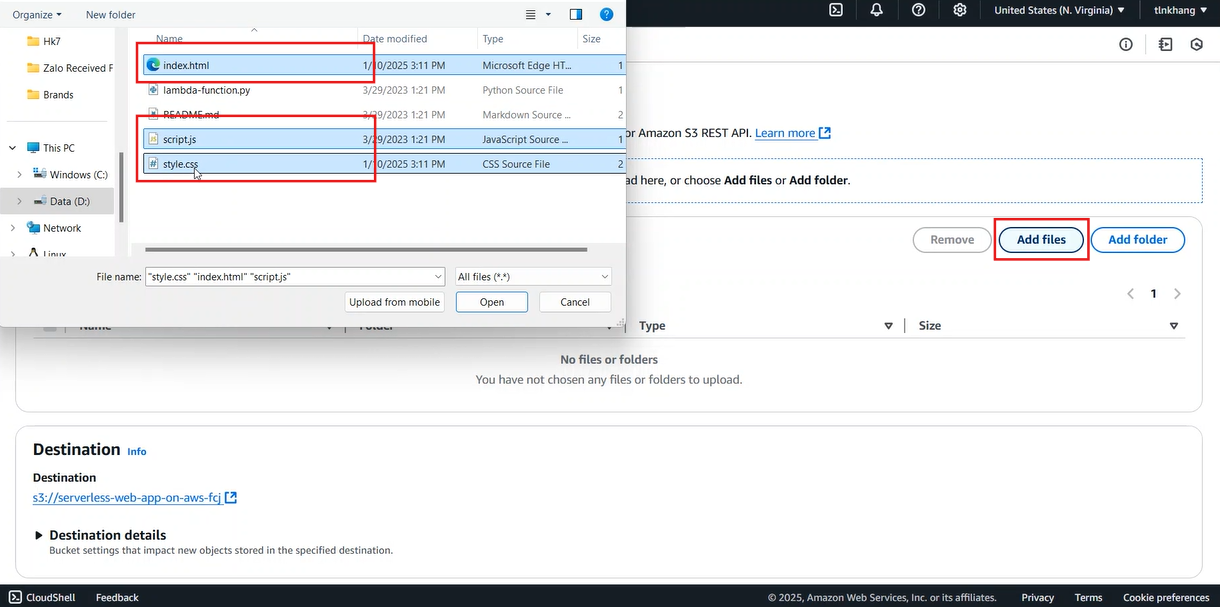 Organize
New folder
United States (N. Virginia)
tlnkhang
Hk7
Zalo Received F
Brands
This PC
Windows (C:)
Data (D:)
Network
Linux
Name
Date modified
Type
Size
index.html
1/10/2025 3:11 PM
Microsoft Edge HT...
1
lambda-function.py
3/29/2023 1:21 PM
Python Source File
1
README.md
3/29/2023 1:21 PM
Markdown Source ...
2
script.js
3/29/2023 1:21 PM
JavaScript Source ...
1
style.css
1/10/2025 3:11 PM
CSS Source File
2
File name:
"style.css" "index.html" "script.js"
All files (*.*)
Upload from mobile
Open
Cancel
or Amazon S3 REST API. Learn more
here, or choose Add files or Add folder.
Remove
Add files
Add folder
1
Name
Folder
Type
Size
No files or folders
You have not chosen any files or folders to upload.
Destination
Info
Destination
s3://serverless-web-app-on-aws-fcj
Destination details
Bucket settings that impact new objects stored in the specified destination.
CloudShell
Feedback
© 2025, Amazon Web Services, Inc. or its affiliates.
Privacy
Terms
Cookie preferences